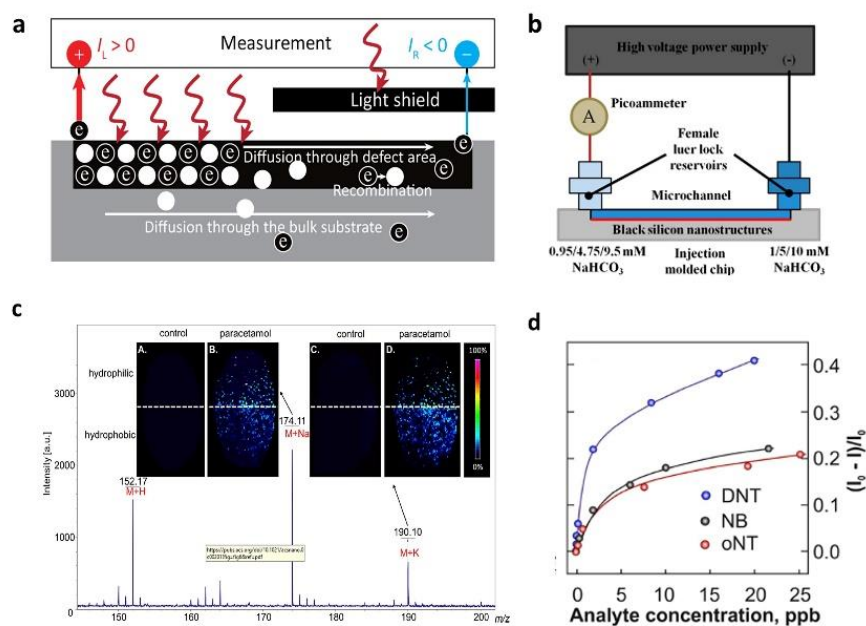 a
I_L > 0
Measurement
I_R < 0
+
−
Light shield
e
e e e e
Diffusion through defect area
e
e e e e
e
e
Recombination
Diffusion through the bulk substrate
e
e
b
High voltage power supply
(+)
(-)
Picoammeter
A
Female
luer lock
reservoirs
Microchannel
Black silicon nanostructures
0.95/4.75/9.5 mM
NaHCO3
Injection
molded chip
1/5/10 mM
NaHCO3
c
control
paracetamol
control
paracetamol
A.
B.
C.
D.
100%
0%
hydrophilic
hydrophobic
Intensity [a.u.]
3000
2000
1000
0
152.17
M+H
174.11
M+Na
190.10
M+K
150
160
170
180
190
200
m/z
d
0.4
0.3
0.2
0.1
0.0
(I0 - I)/I0
DNT
NB
oNT
0
5
10
15
20
25
Analyte concentration, ppb